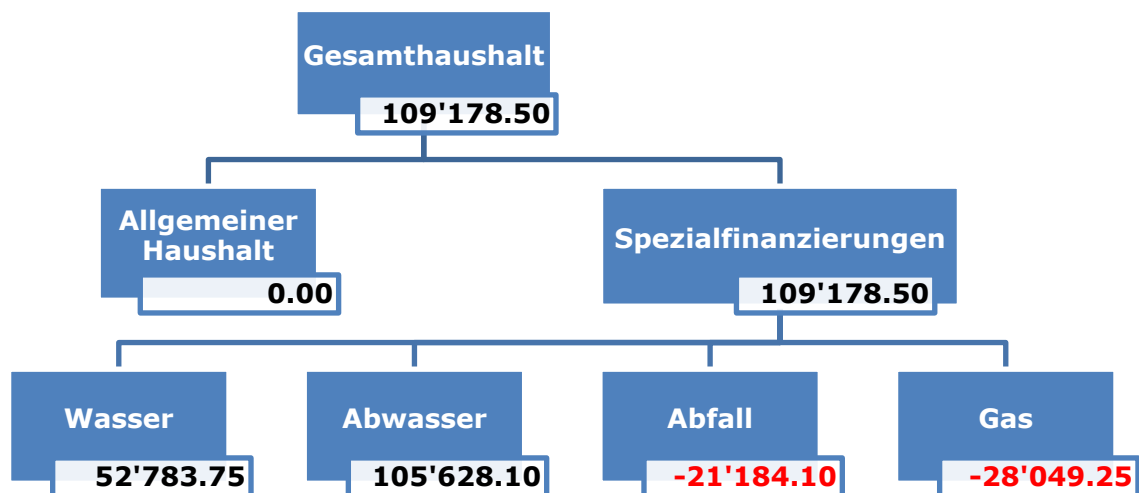 Gesamthaushalt
109'178.50
Allgemeiner
Haushalt
0.00
Spezialfinanzierungen
109'178.50
Wasser
52'783.75
Abwasser
105'628.10
Abfall
-21'184.10
Gas
-28'049.25